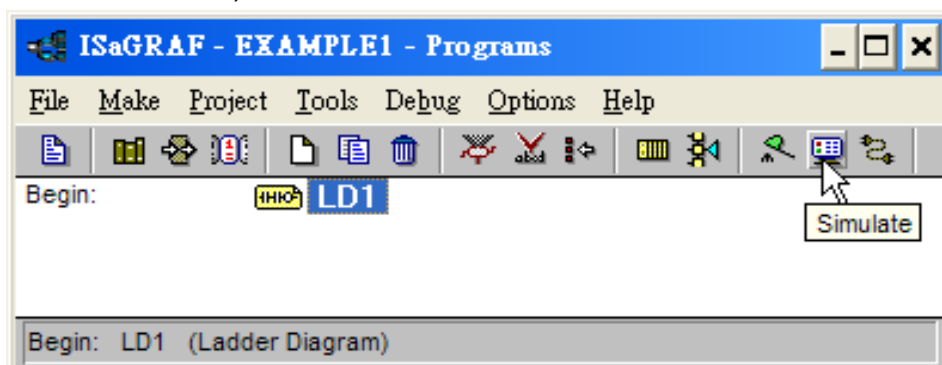 ISaGRAF - EXAMPLE1 - Programs
File Make Project Tools Debug Options Help
Begin: LD1
Simulate
Begin: LD1 (Ladder Diagram)